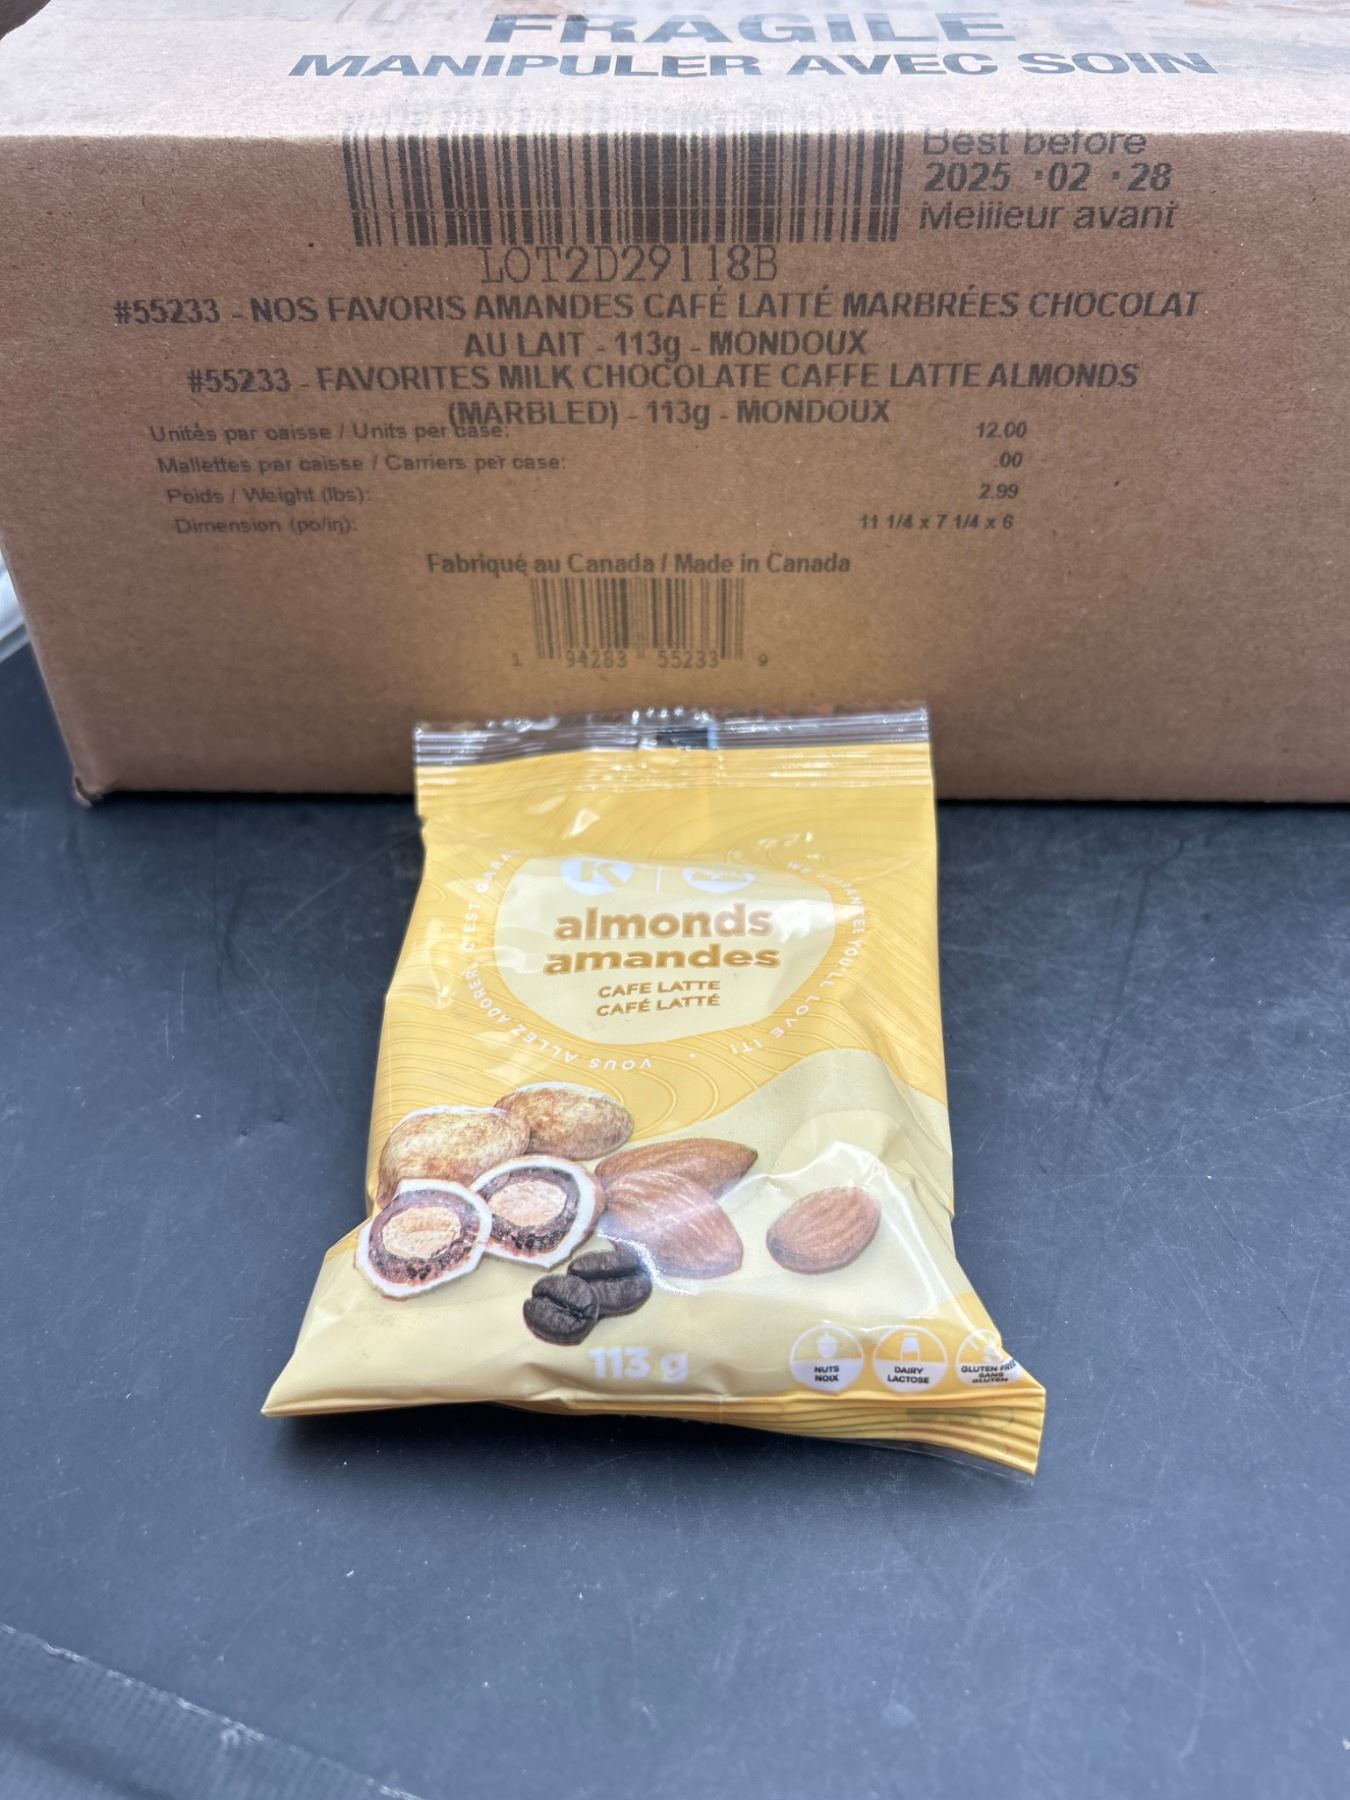 FRAGILE
MANIPULER AVEC SOIN
Best before
2025 ·02 ·28
Meilleur avant
LOT2D29118B
#55233 - NOS FAVORIS AMANDES CAFÉ LATTÉ MARBRÉES CHOCOLAT
AU LAIT - 113g - MONDOUX
#55233 - FAVORITES MILK CHOCOLATE CAFFE LATTE ALMONDS
(MARBLED) - 113g - MONDOUX
Unités par caisse / Units per case: 12.00
Mallettes par caisse / Carriers per case: .00
Poids / Weight (lbs): 2.99
Dimension (po/in): 11 1/4 x 7 1/4 x 6
Fabriqué au Canada / Made in Canada
1 94283 55233 9
K
almonds
amandes
CAFE LATTE
CAFÉ LATTÉ
VOUS ALLEZ ADORER, C'EST
WE GUARANTEE YOU'LL LOVE IT!
113 g
NUTS
NOIX
DAIRY
LACTOSE
GLUTEN FREE
SANS
GLUTEN